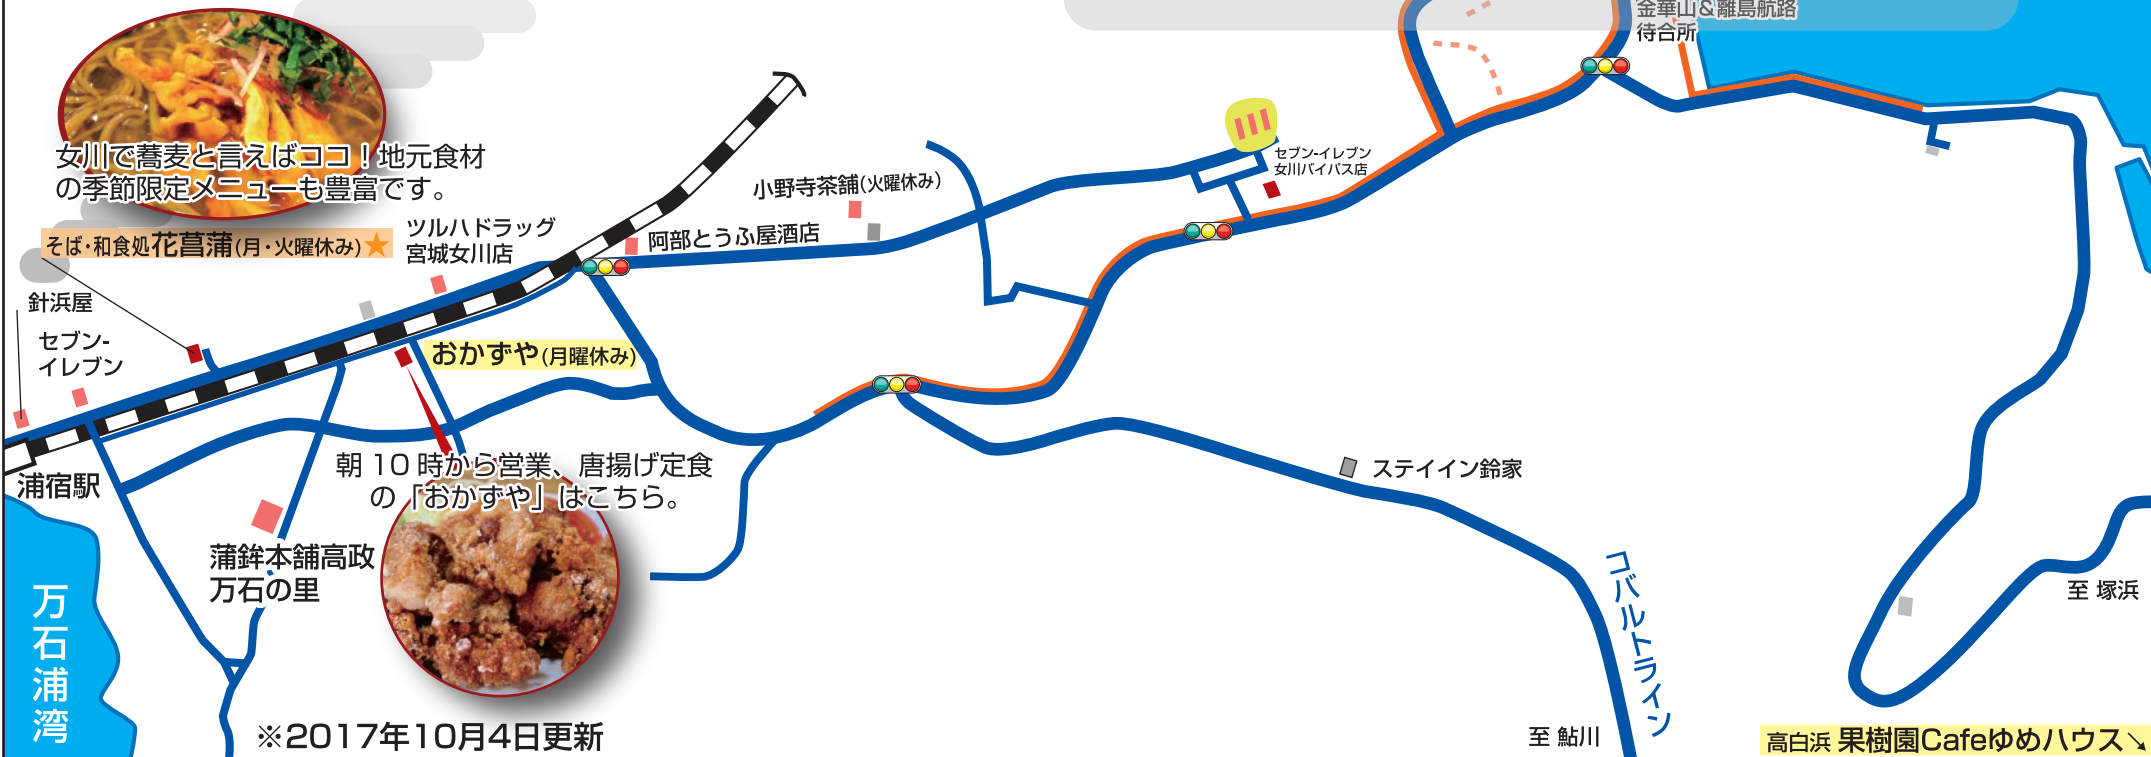 金華山＆離島航路
待合所
女川で蕎麦と言えばココ！地元食材
の季節限定メニューも豊富です。
そば・和食処花菖蒲(月・火曜休み)★
ツルハドラッグ
宮城女川店
小野寺茶舗(火曜休み)
阿部とうふ屋酒店
セブン-イレブン
女川バイパス店
針浜屋
セブン-
イレブン
おかずや(月曜休み)
浦宿駅
朝10時から営業、唐揚げ定食
の「おかずや」はこちら。
ステイイン鈴家
蒲鉾本舗高政
万石の里
万石浦湾
コバルトライン
至 塚浜
至 鮎川
※2017年10月4日更新
高白浜 果樹園Cafeゆめハウス↘